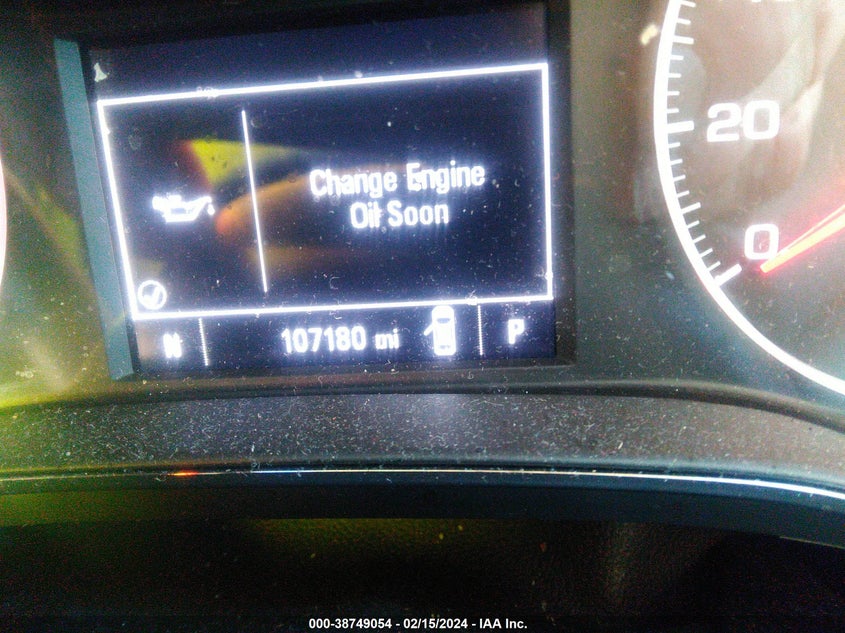 Change Engine
Oil Soon
N 107180 mi P
20
0
000-38749054 - 02/15/2024 - IAA Inc.